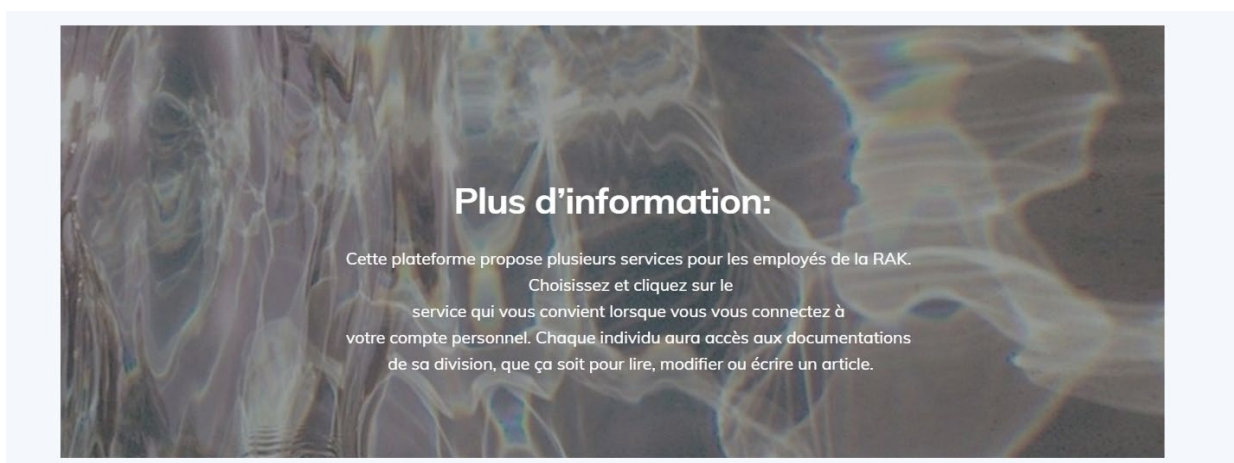 Plus d’information:
Cette plateforme propose plusieurs services pour les employés de la RAK.
Choisissez et cliquez sur le
service qui vous convient lorsque vous vous connectez à
votre compte personnel. Chaque individu aura accès aux documentations
de sa division, que ça soit pour lire, modifier ou écrire un article.